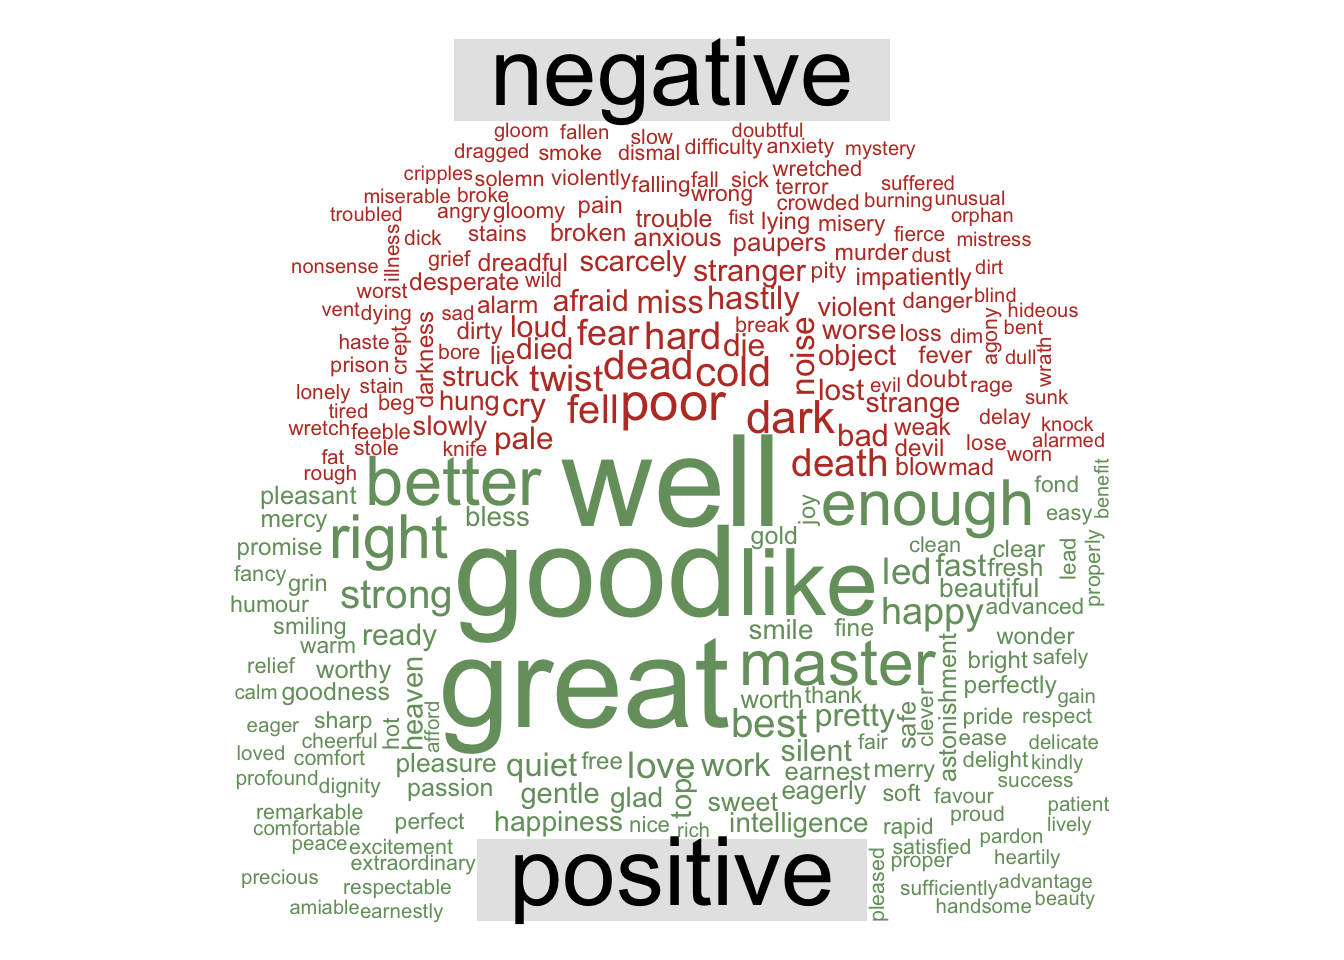 negative
gloom fallen slow doubtful
dragged smoke dismal difficulty anxiety mystery
cripples solemn violently falling fall sick wretched terror suffered
miserable broke wrong crowded burning unusual
troubled angry gloomy pain trouble fist lying misery orphan
dick stains broken anxious paupers murder fierce dust mistress
nonsense illness grief dreadful scarcely stranger pity impatiently dirt
worst desperate wild
vent dying sad alarm afraid miss hastily violent danger blind hideous
haste crept darkness dirty loud fear hard break noise worse loss dim agony bent
prison bore lie died die object fever dull wrath
lonely stain struck twist dead cold lost evil doubt rage sunk
tired beg hung cry fell poor dark strange delay knock
wretch feeble slowly pale bad weak alarmed
fat stole knife devil lose worn
rough death blow mad
pleasant better well enough fond benefit
mercy bless joy easy
promise right gold clean clear lead properly
fancy grin good like led fast fresh
humour strong beautiful
smiling happy advanced
warm ready smile fine wonder
relief worthy heaven great master astonishment bright safely
calm goodness worth thank perfectly gain
eager sharp hot afford best pretty safe clever pride respect
loved cheerful comfort silent fair ease delicate
profound dignity pleasure quiet free love work earnest merry delight kindly
passion gentle glad top sweet eagerly soft favour success
remarkable proud patient
comfortable perfect happiness nice rich intelligence rapid lively
peace excitement pardon
positive
extraordinary pleased satisfied proper heartily
precious respectable sufficiently advantage
amiable earnestly handsome beauty